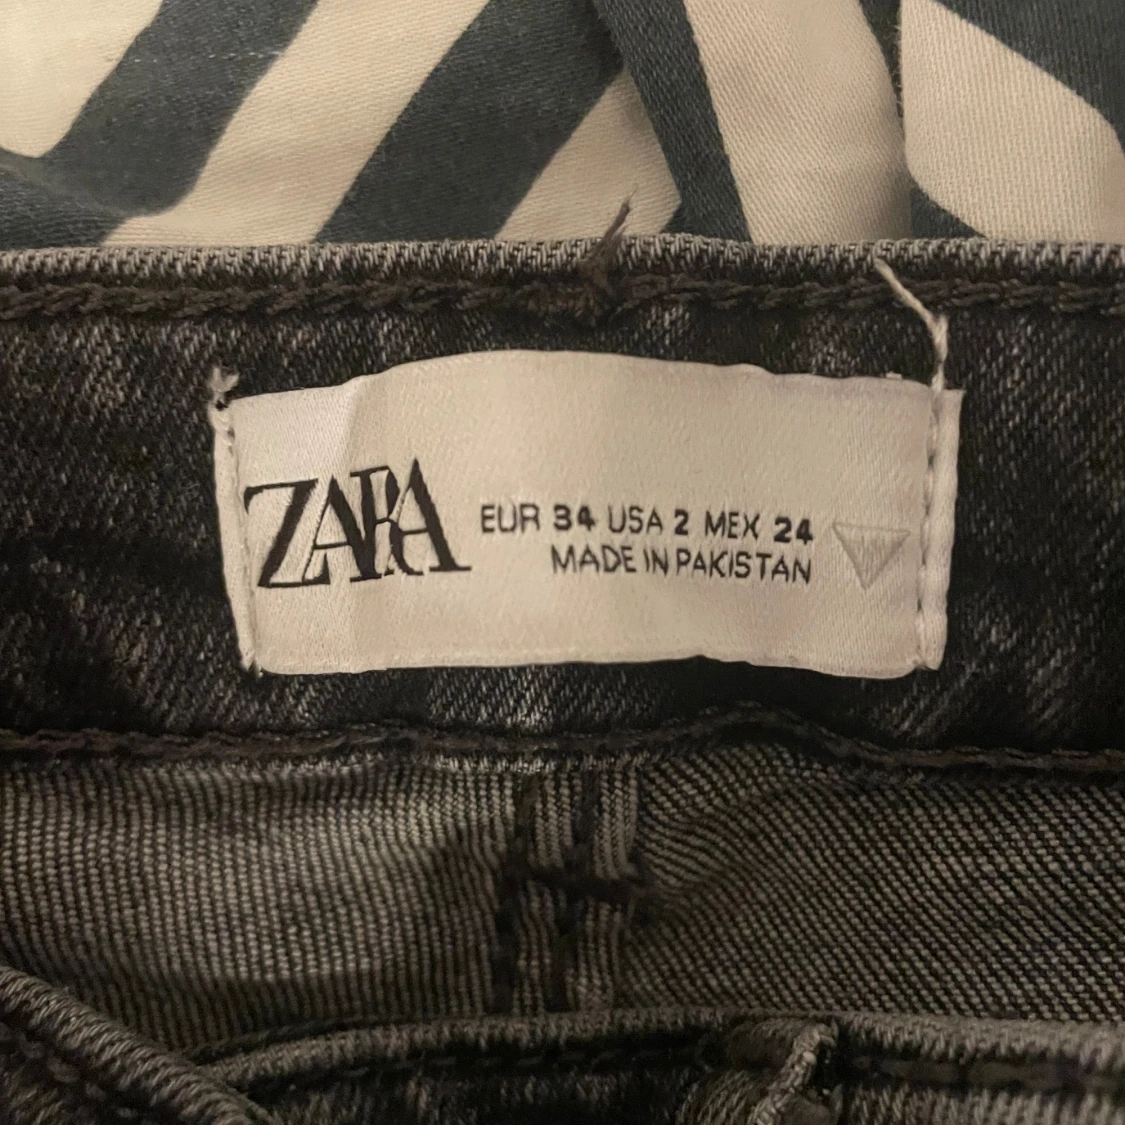 ZARA
EUR 34 USA 2 MEX 24
MADE IN PAKISTAN